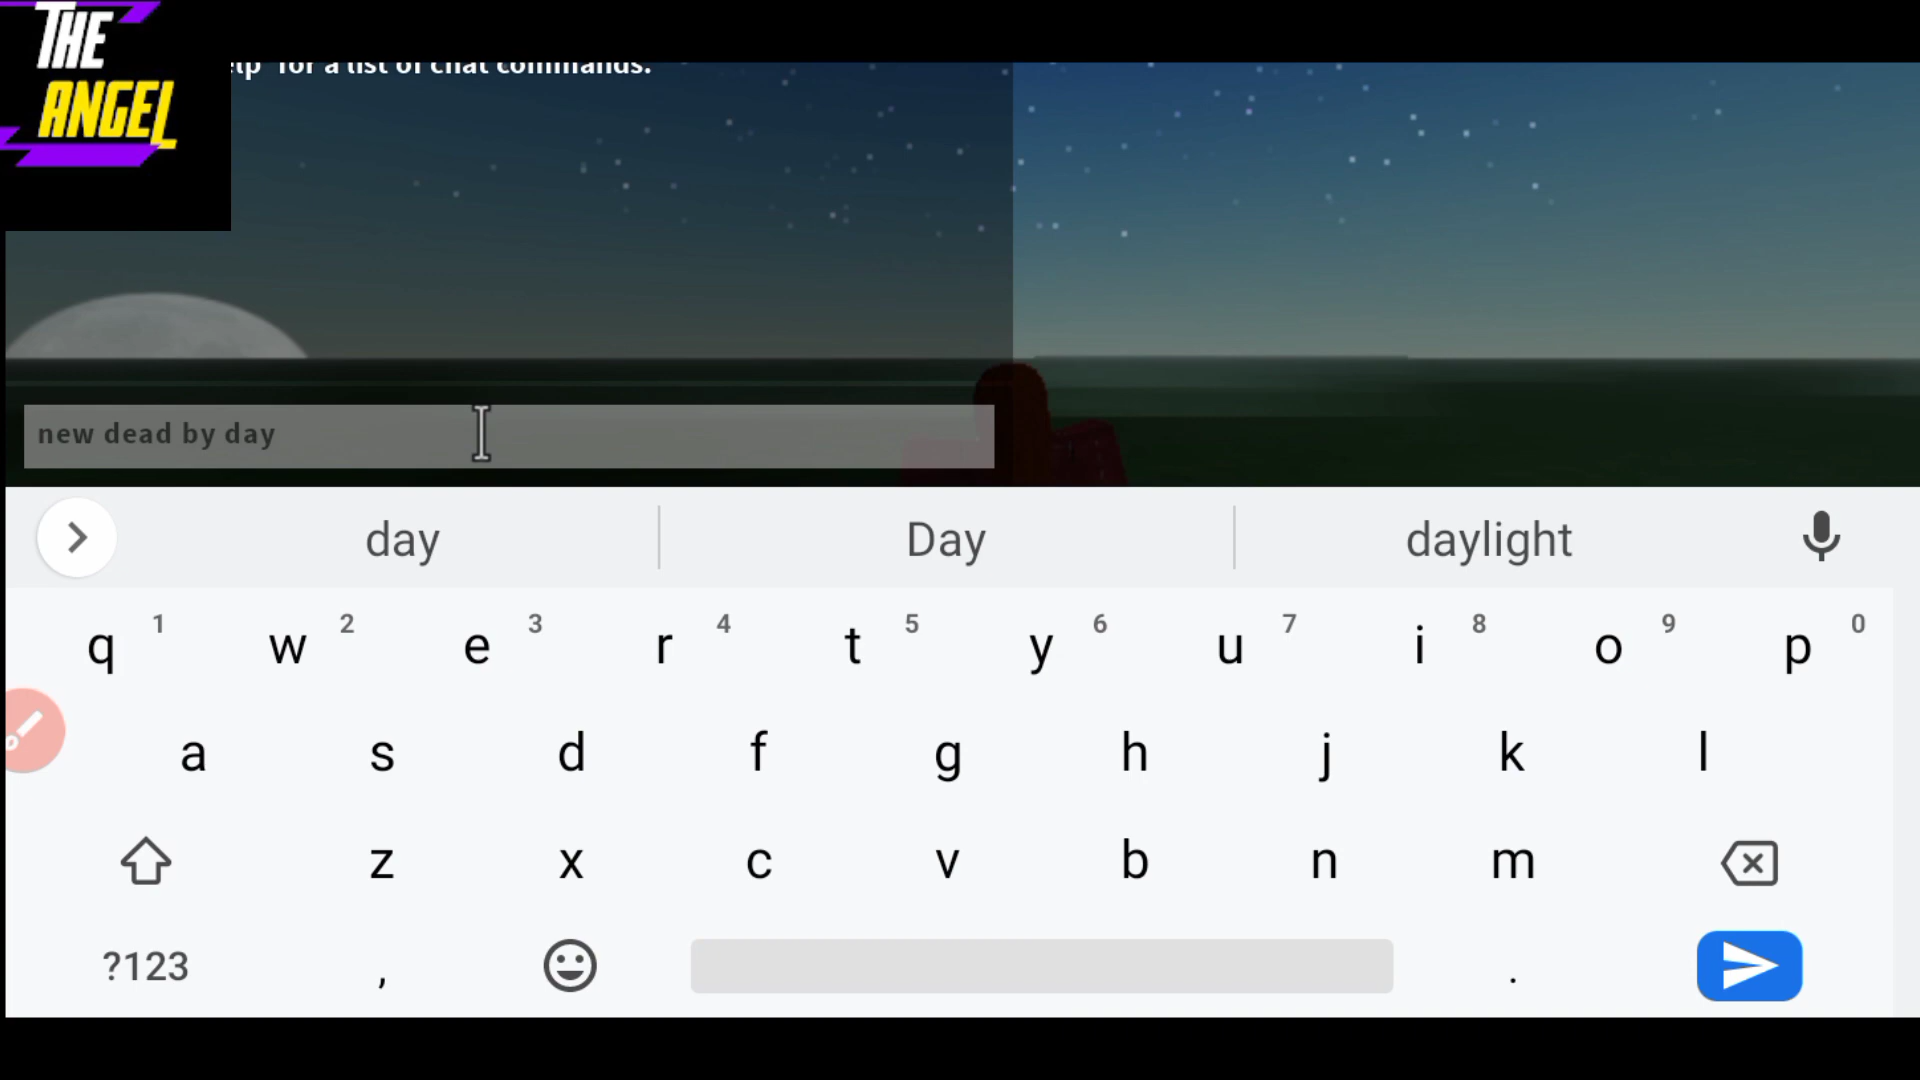 THE
ANGEL
for a list of chat commands.
new dead by day
day Day daylight
q 1 w 2 e 3 r 4 t 5 y 6 u 7 i 8 o 9 p 0
a s d f g h j k l
z x c v b n m
?123 , .